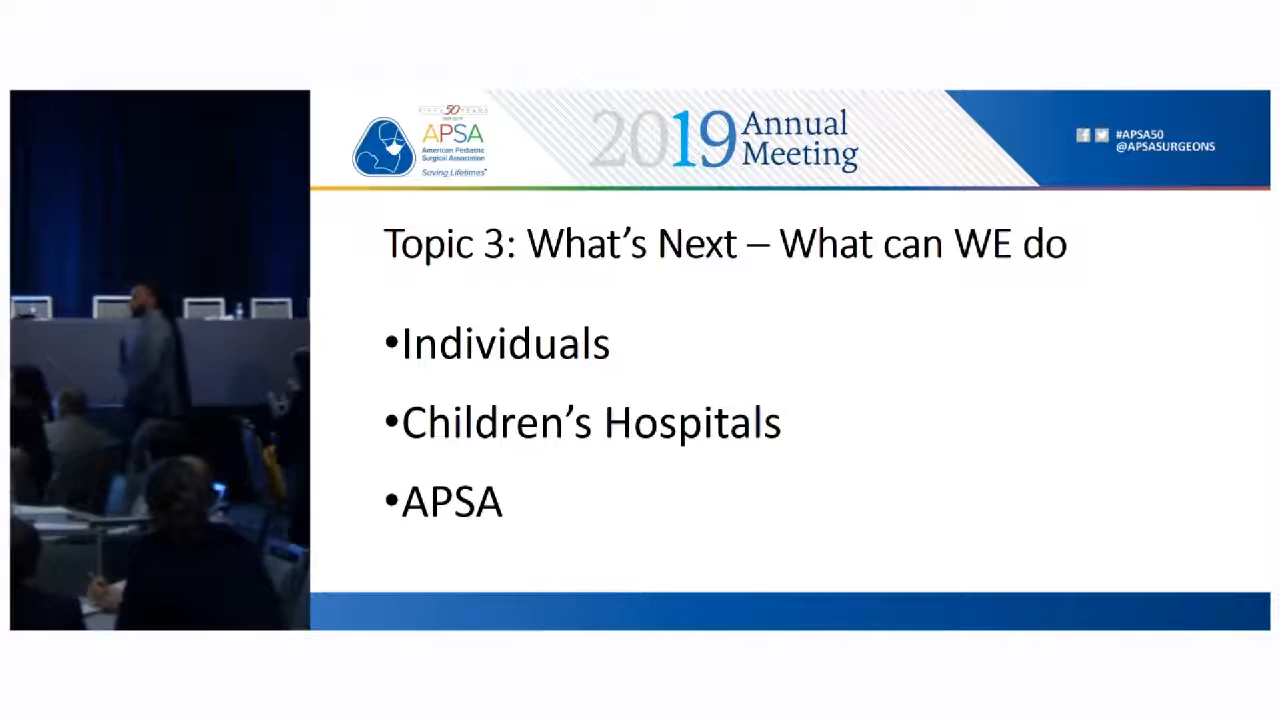 FIFTY 50 YEARS
APSA
American Pediatric
Surgical Association
Saving Lifetimes
2019
Annual
Meeting
#APSA50
@APSASURGEONS
Topic 3: What’s Next – What can WE do
•Individuals
•Children’s Hospitals
•APSA